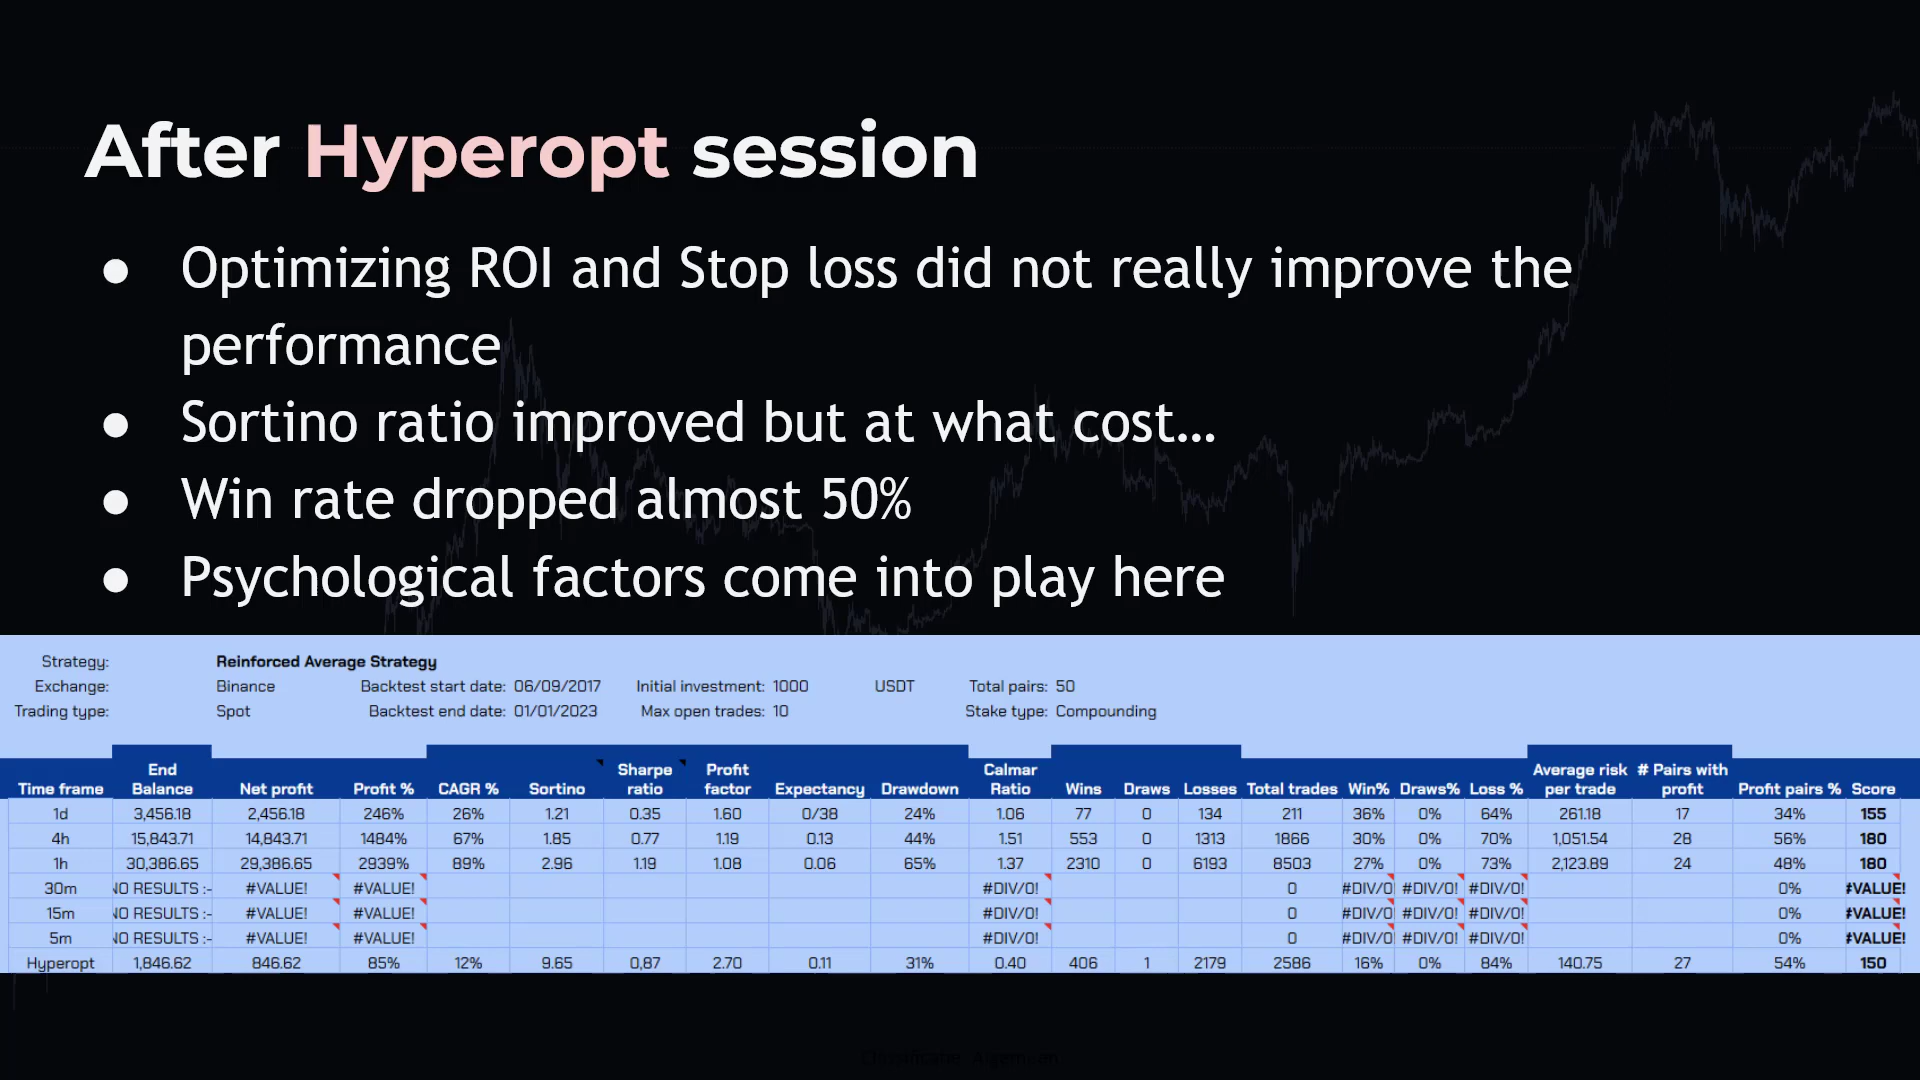 After Hyperopt session
● Optimizing ROI and Stop loss did not really improve the
performance
● Sortino ratio improved but at what cost…
● Win rate dropped almost 50%
● Psychological factors come into play here
Strategy: Reinforced Average Strategy
Exchange: Binance Backtest start date: 06/09/2017 Initial investment: 1000 USDT Total pairs: 50
Trading type: Spot Backtest end date: 01/01/2023 Max open trades: 10 Stake type: Compounding
Time frame End Balance Net profit Profit % CAGR % Sortino Sharpe ratio Profit factor Expectancy Drawdown Calmar Ratio Wins Draws Losses Total trades Win% Draws% Loss % Average risk per trade # Pairs with profit Profit pairs % Score
1d 3,456.18 2,456.18 246% 26% 1.21 0.35 1.60 0/38 24% 1.06 77 0 134 211 36% 0% 64% 261.18 17 34% 155
4h 15,843.71 14,843.71 1484% 67% 1.85 0.77 1.19 0.13 44% 1.51 553 0 1313 1866 30% 0% 70% 1,051.54 28 56% 180
1h 30,386.65 29,386.65 2939% 89% 2.96 1.19 1.08 0.06 65% 1.37 2310 0 6193 8503 27% 0% 73% 2,123.89 24 48% 180
30m NO RESULTS :- #VALUE! #VALUE! #DIV/0! 0 #DIV/0 #DIV/0! #DIV/0! 0% #VALUE!
15m NO RESULTS :- #VALUE! #VALUE! #DIV/0! 0 #DIV/0 #DIV/0! #DIV/0! 0% #VALUE!
5m NO RESULTS :- #VALUE! #VALUE! #DIV/0! 0 #DIV/0 #DIV/0! #DIV/0! 0% #VALUE!
Hyperopt 1,846.62 846.62 85% 12% 9.65 0,87 2.70 0.11 31% 0.40 406 1 2179 2586 16% 0% 84% 140.75 27 54% 150